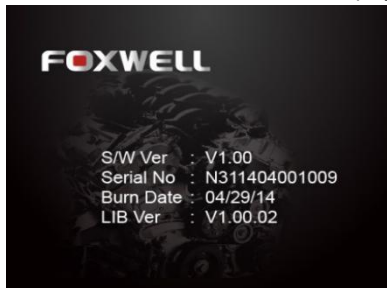 FOXWELL
S/W Ver : V1.00
Serial No : N311404001009
Burn Date : 04/29/14
LIB Ver : V1.00.02